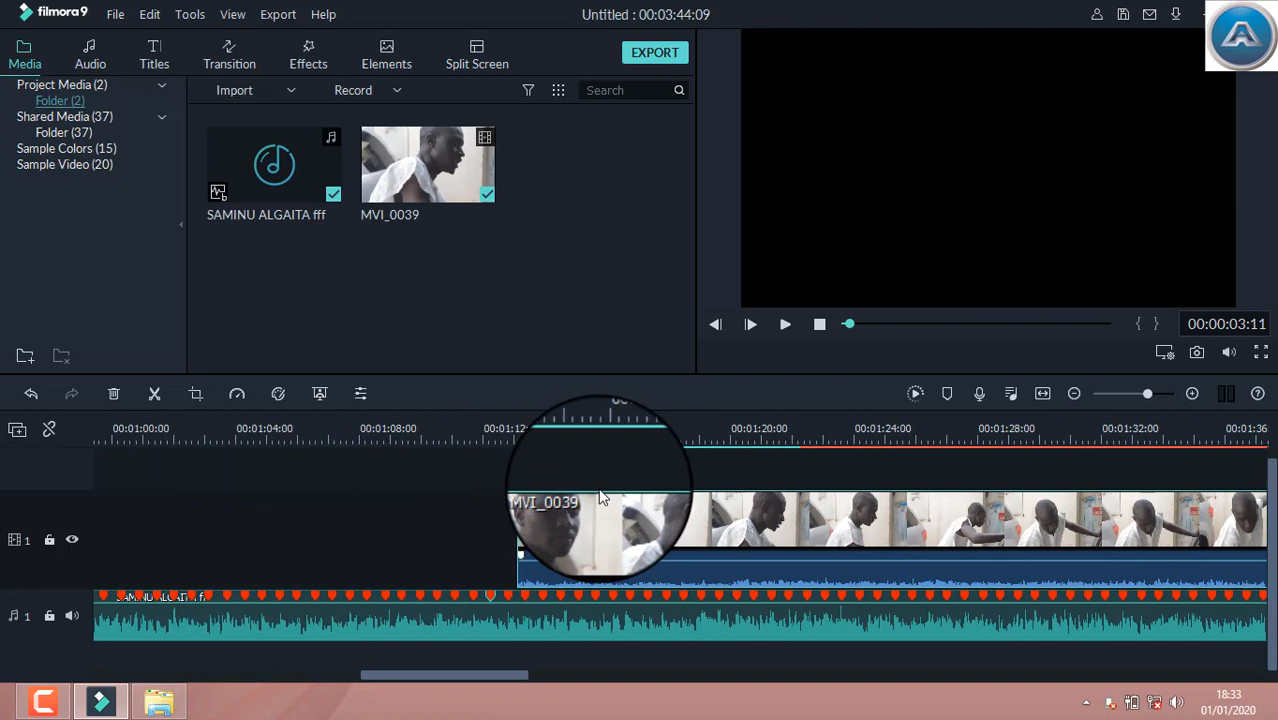 filmora9
File Edit Tools View Export Help
Untitled : 00:03:44:09
Media Audio Titles Transition Effects Elements Split Screen
EXPORT
Project Media (2)
Folder (2)
Shared Media (37)
Folder (37)
Sample Colors (15)
Sample Video (20)
Import Record Search
SAMINU ALGAITA fff MVI_0039
00:00:03:11
00:01:00:00 00:01:04:00 00:01:08:00 00:01:12 00:01:20:00 00:01:24:00 00:01:28:00 00:01:32:00 00:01:36
MVI_0039
1
SAMINU ALGAITA fff
1
18:33
01/01/2020